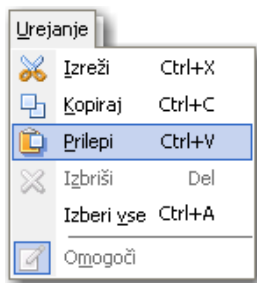 Urejanje
Izreži Ctrl+X
Kopiraj Ctrl+C
Prilepi Ctrl+V
Izbriši Del
Izberi vse Ctrl+A
Omogoči